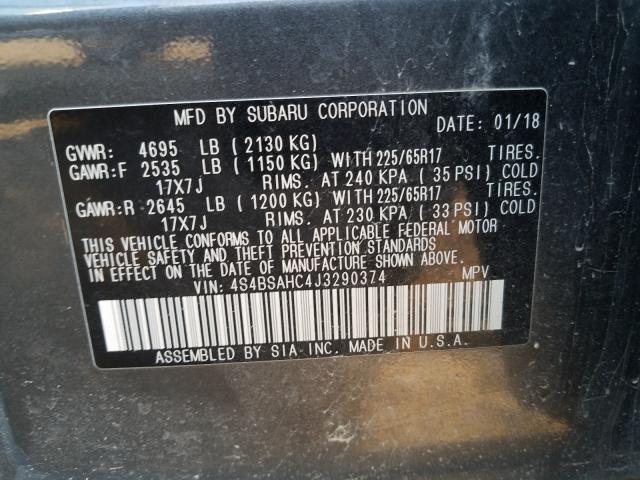 MFD BY SUBARU CORPORATION
DATE: 01/18
GVWR: 4695 LB ( 2130 KG)
GAWR:F 2535 LB ( 1150 KG) WITH 225/65R17 TIRES.
17X7J RIMS. AT 240 KPA ( 35 PSI) COLD
GAWR:R 2645 LB ( 1200 KG) WITH 225/65R17 TIRES.
17X7J RIMS. AT 230 KPA ( 33 PSI) COLD
THIS VEHICLE CONFORMS TO ALL APPLICABLE FEDERAL MOTOR
VEHICLE SAFETY AND THEFT PREVENTION STANDARDS
IN EFFECT ON THE DATE OF MANUFACTURE SHOWN ABOVE.
VIN: 4S4BSAHC4J3290374 MPV
ASSEMBLED BY SIA INC. MADE IN U.S.A.